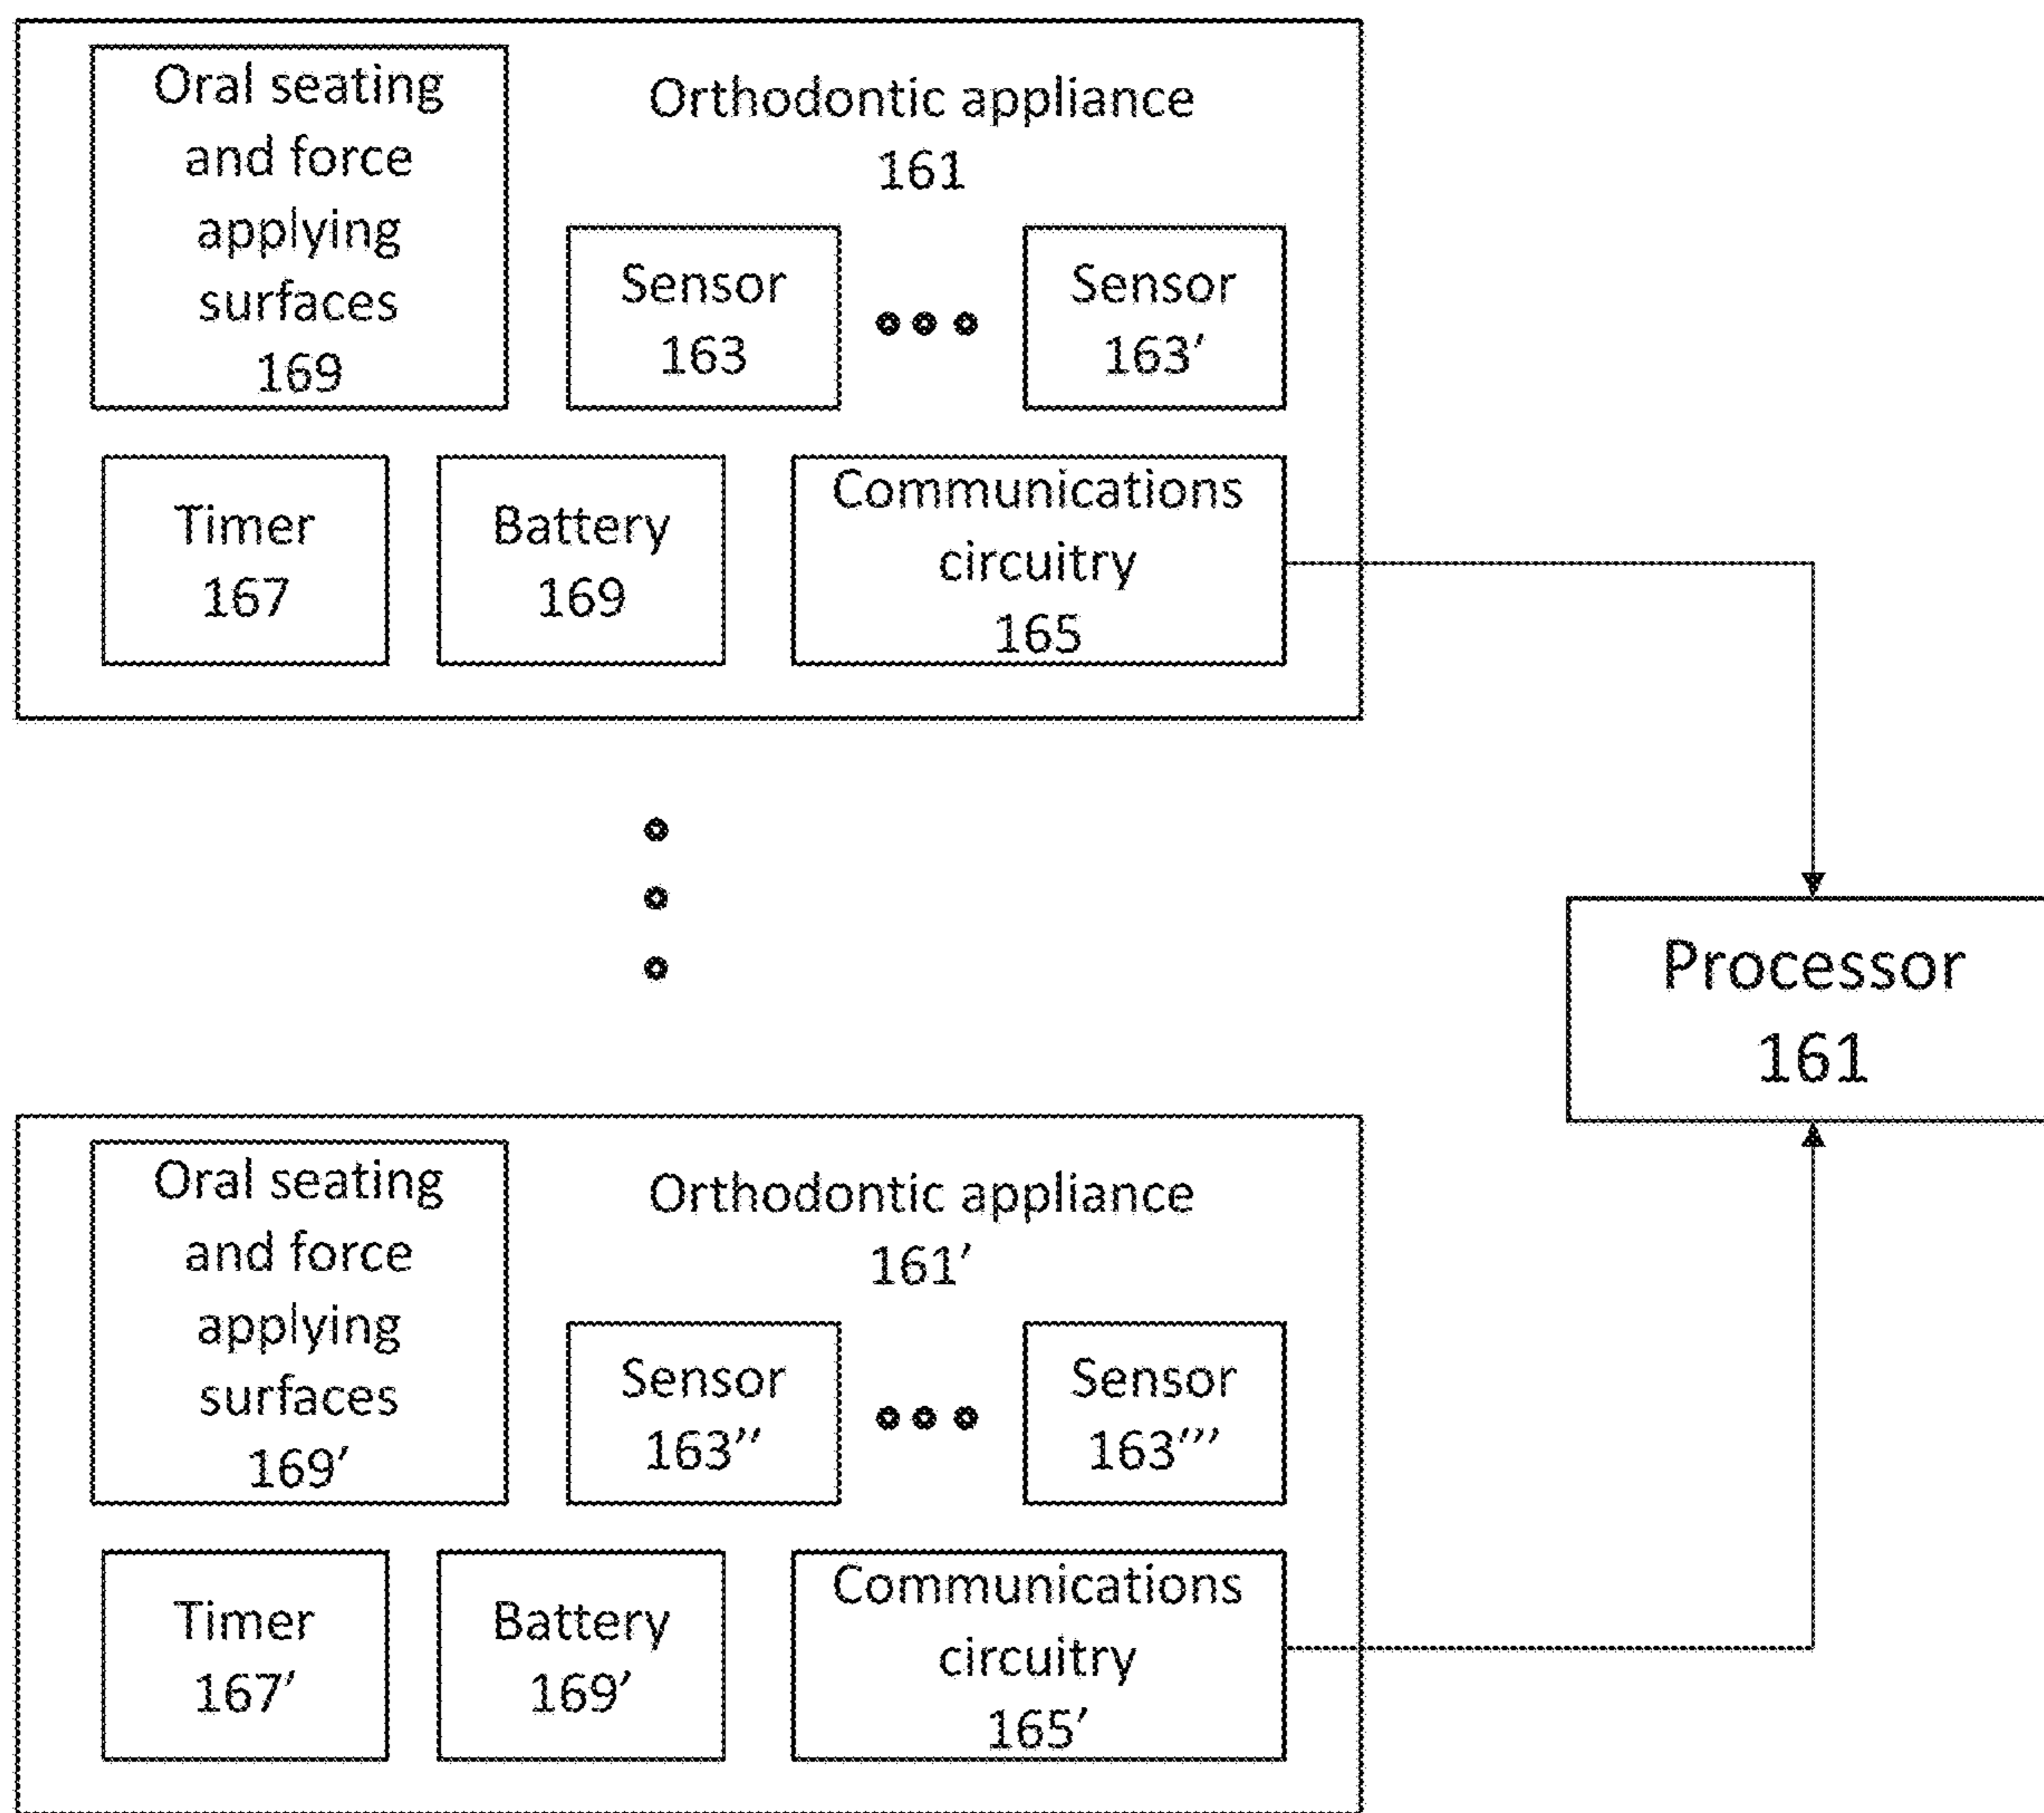 Oral seating
and force
applying
surfaces
169
Orthodontic appliance
161
Sensor
163
Sensor
163′
Timer
167
Battery
169
Communications
circuitry
165
Processor
161
Oral seating
and force
applying
surfaces
169′
Orthodontic appliance
161′
Sensor
163′′
Sensor
163′′′
Timer
167′
Battery
169′
Communications
circuitry
165′